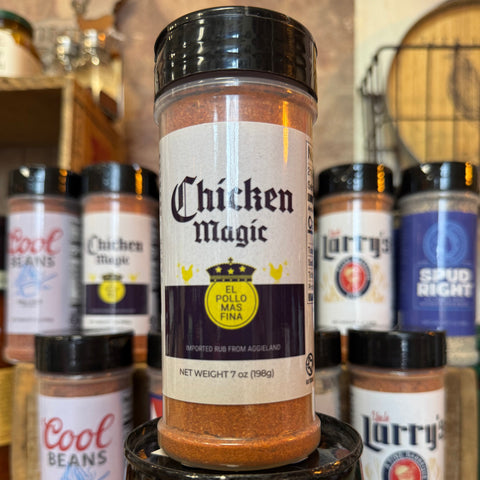 Chicken
Magic
EL
POLLO
MAS
FINA
IMPORTED RUB FROM AGGIELAND
NET WEIGHT 7 oz (198g)
Cool
BEANS
Chicken
Magic
Larry's
SPUD
RIGHT
Cool
BEANS
Uncle
Larry's